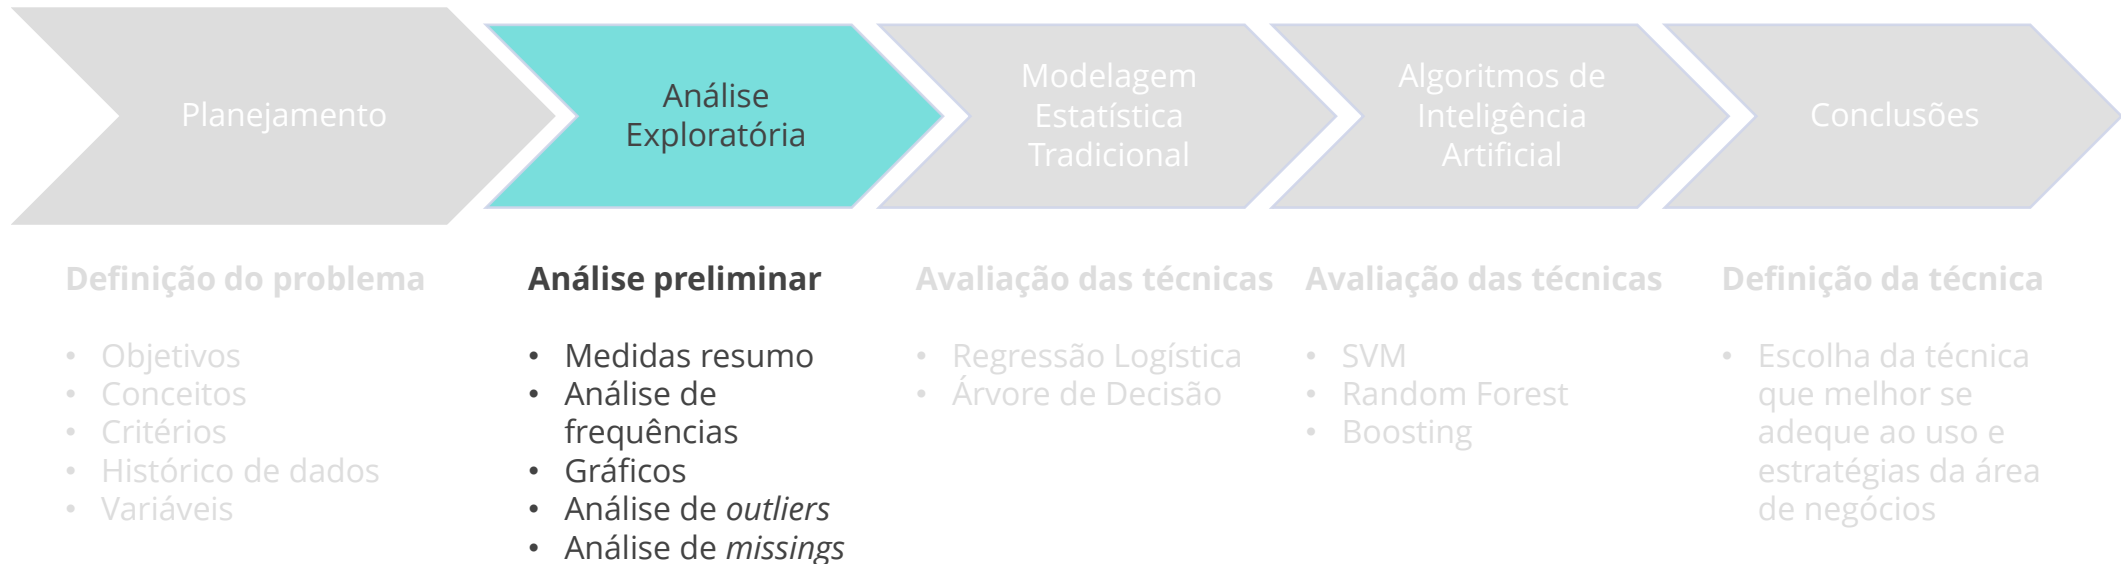 Planejamento
Análise
Exploratória
Modelagem
Estatística
Tradicional
Algoritmos de
Inteligência
Artificial
Conclusões
Definição do problema
• Objetivos
• Conceitos
• Critérios
• Histórico de dados
• Variáveis
Análise preliminar
• Medidas resumo
• Análise de
frequências
• Gráficos
• Análise de outliers
• Análise de missings
Avaliação das técnicas
• Regressão Logística
• Árvore de Decisão
Avaliação das técnicas
• SVM
• Random Forest
• Boosting
Definição da técnica
• Escolha da técnica
que melhor se
adeque ao uso e
estratégias da área
de negócios